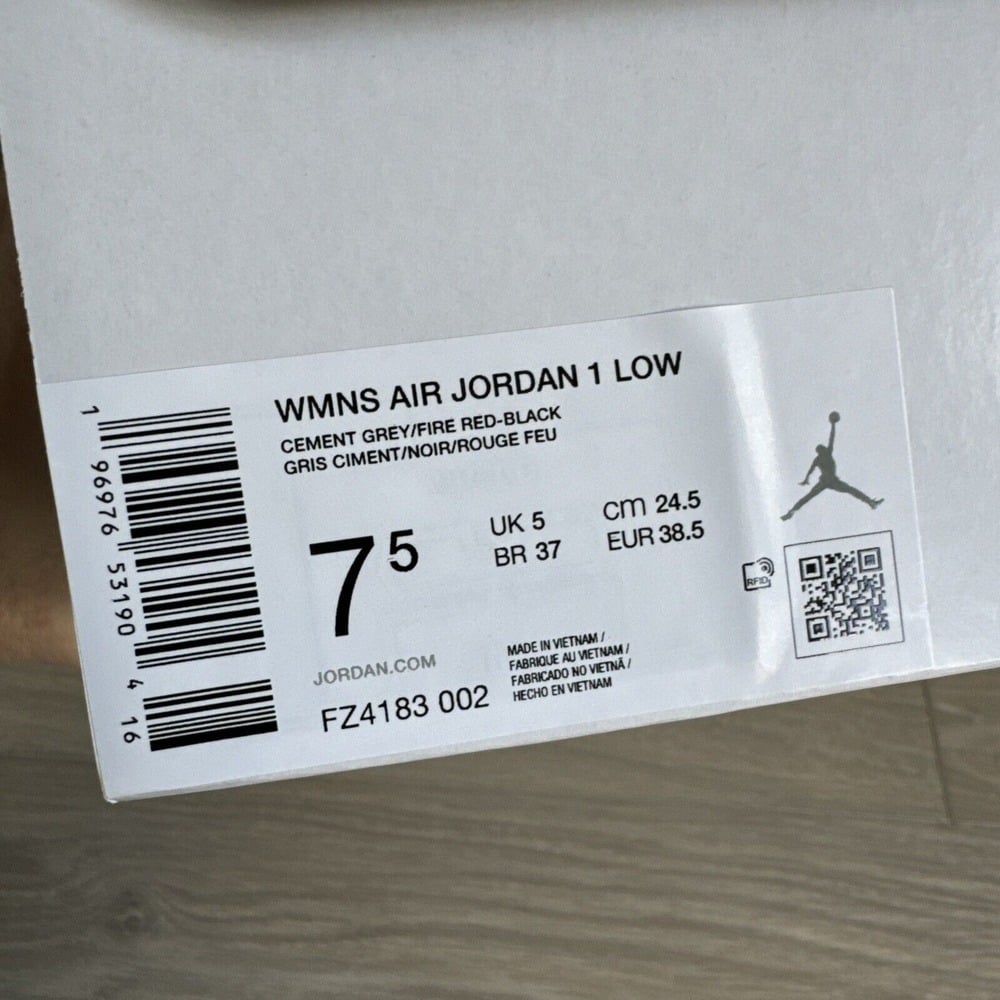 WMNS AIR JORDAN 1 LOW
CEMENT GREY/FIRE RED-BLACK
GRIS CIMENT/NOIR/ROUGE FEU
7 5
UK 5
BR 37
cm 24.5
EUR 38.5
RFID
JORDAN.COM
FZ4183 002
MADE IN VIETNAM /
FABRIQUE AU VIETNAM /
FABRICADO NO VIETNÃ /
HECHO EN VIETNAM
1 96976 53190 4 16